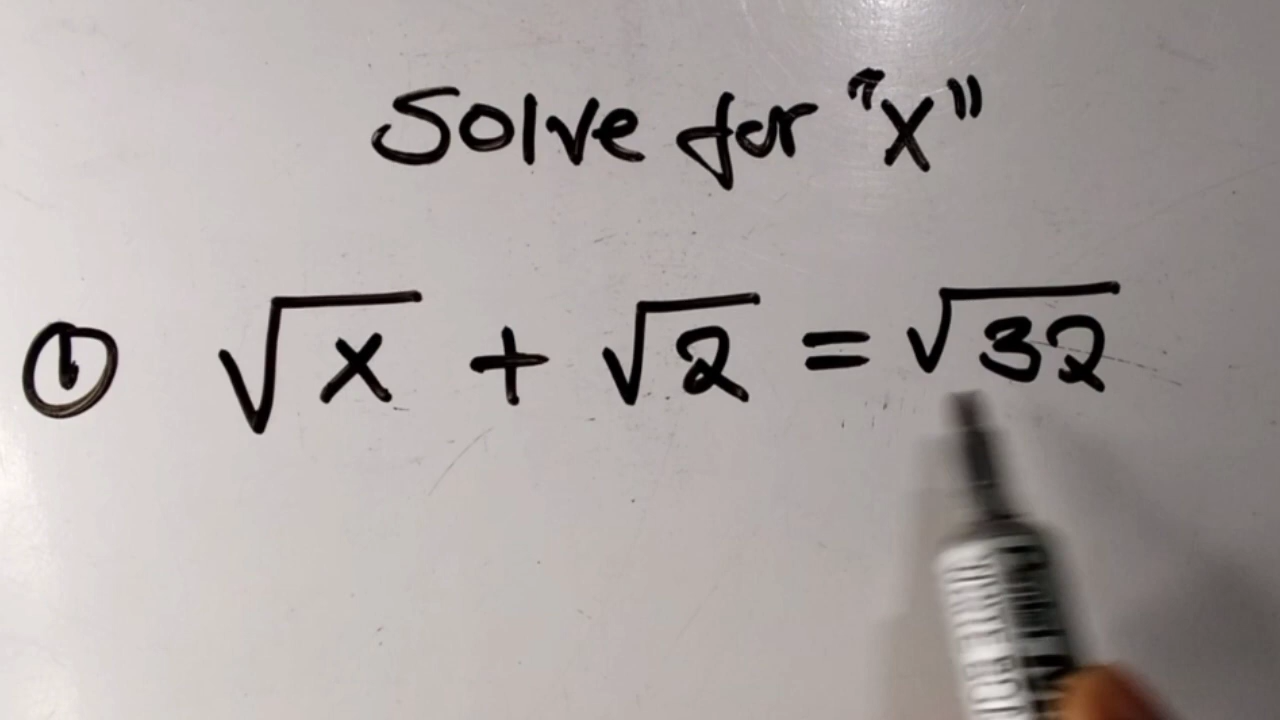 Solve for "X"
① √x + √2 = √32